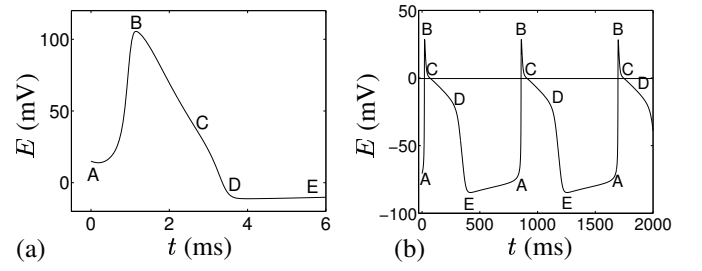 100
50
0
E (mV)
A
B
C
D
E
0 2 4 6
(a) t (ms)
50
0
−50
−100
E (mV)
B B B
C C C
D D D
A A A
E E
0 500 1000 1500 2000
(b) t (ms)